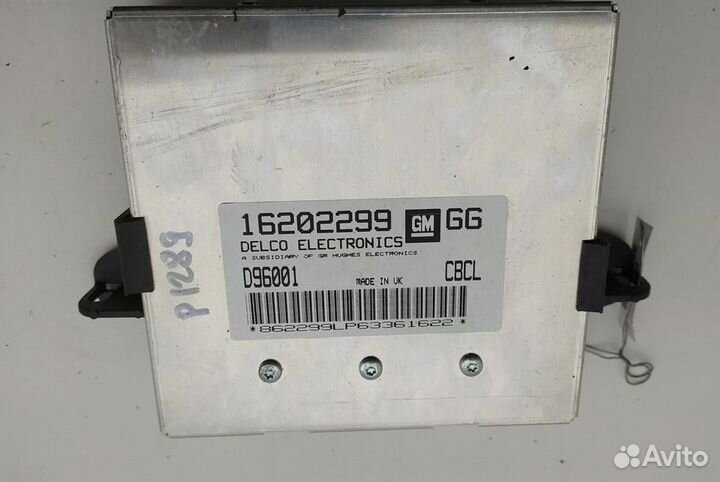 16202299 GM GG
DELCO ELECTRONICS
A SUBSIDIARY OF GM HUGHES ELECTRONICS
D96001 MADE IN UK CBCL
*862299LP63361622*
P1289
Avito